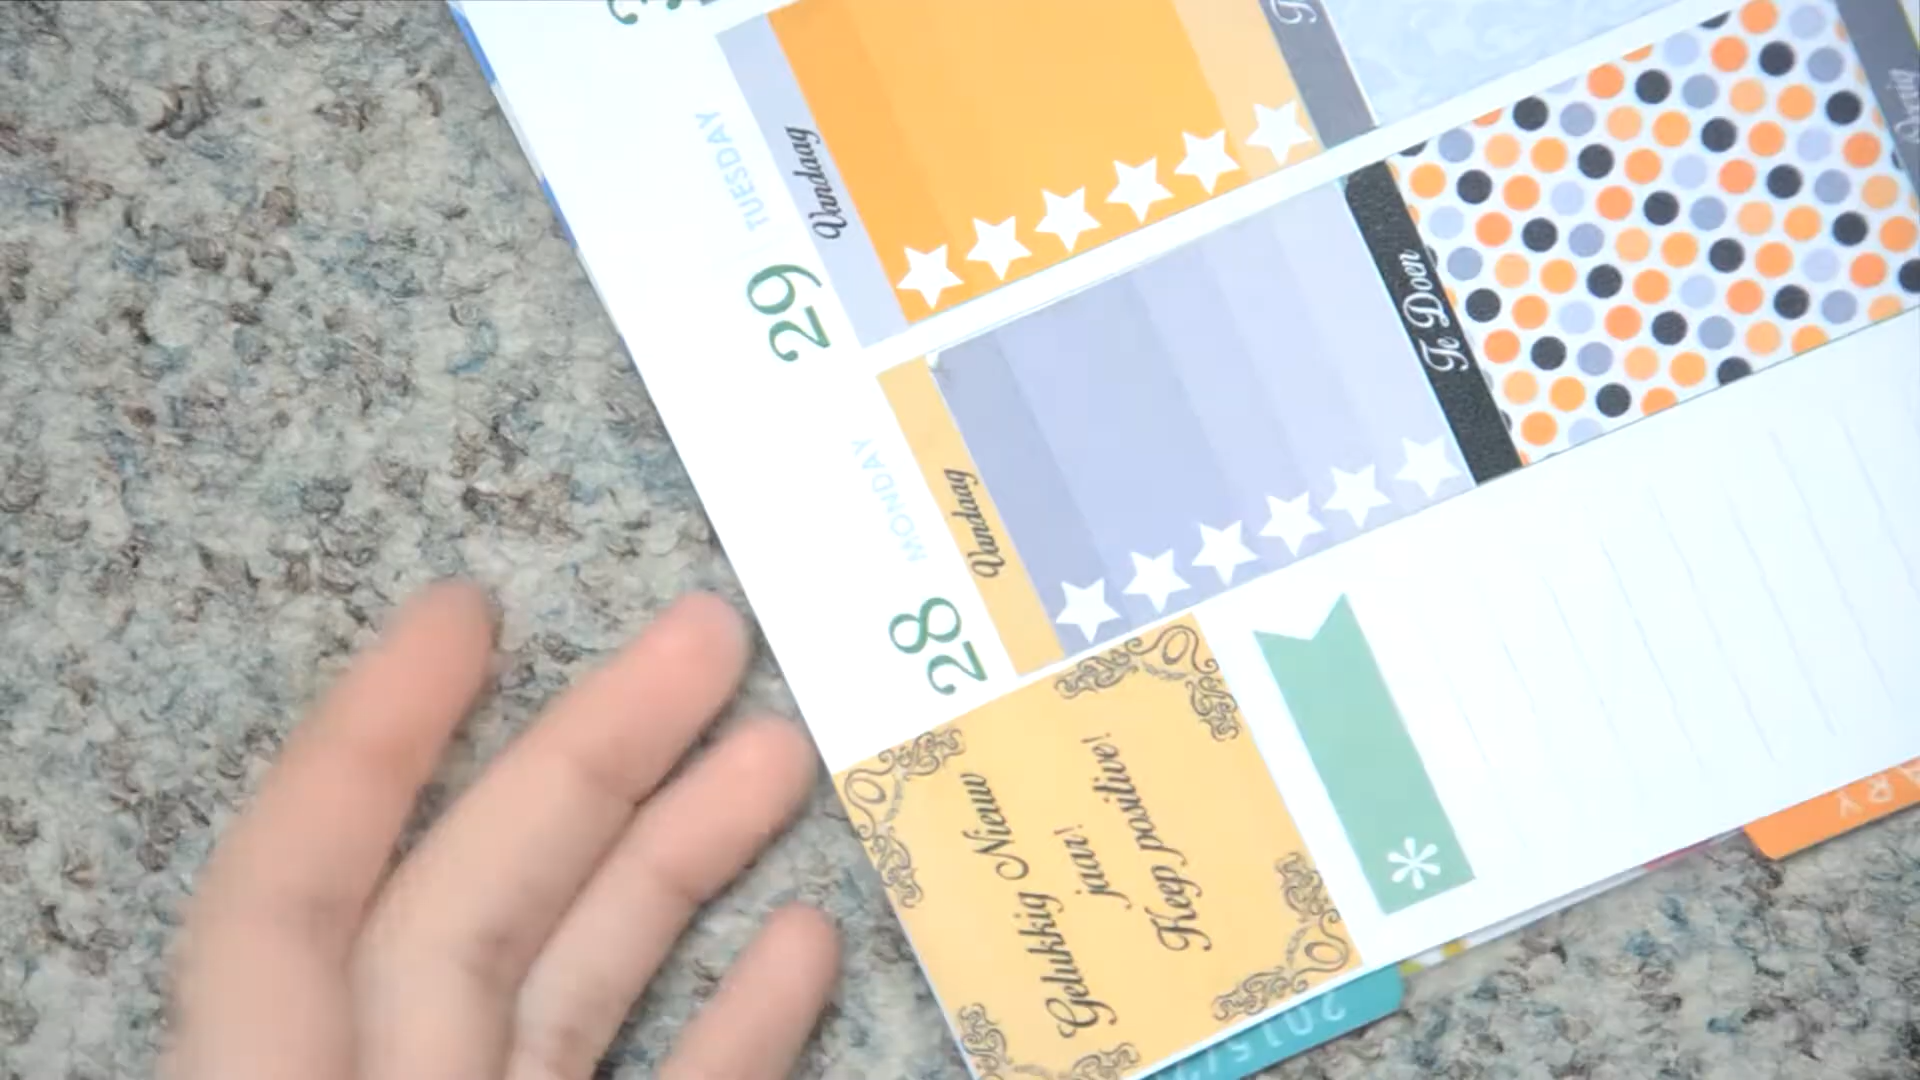 Gelukkig Nieuw
jaar!
Keep positive!
28 MONDAY
Vandaag
Te Doen
29 TUESDAY
Vandaag